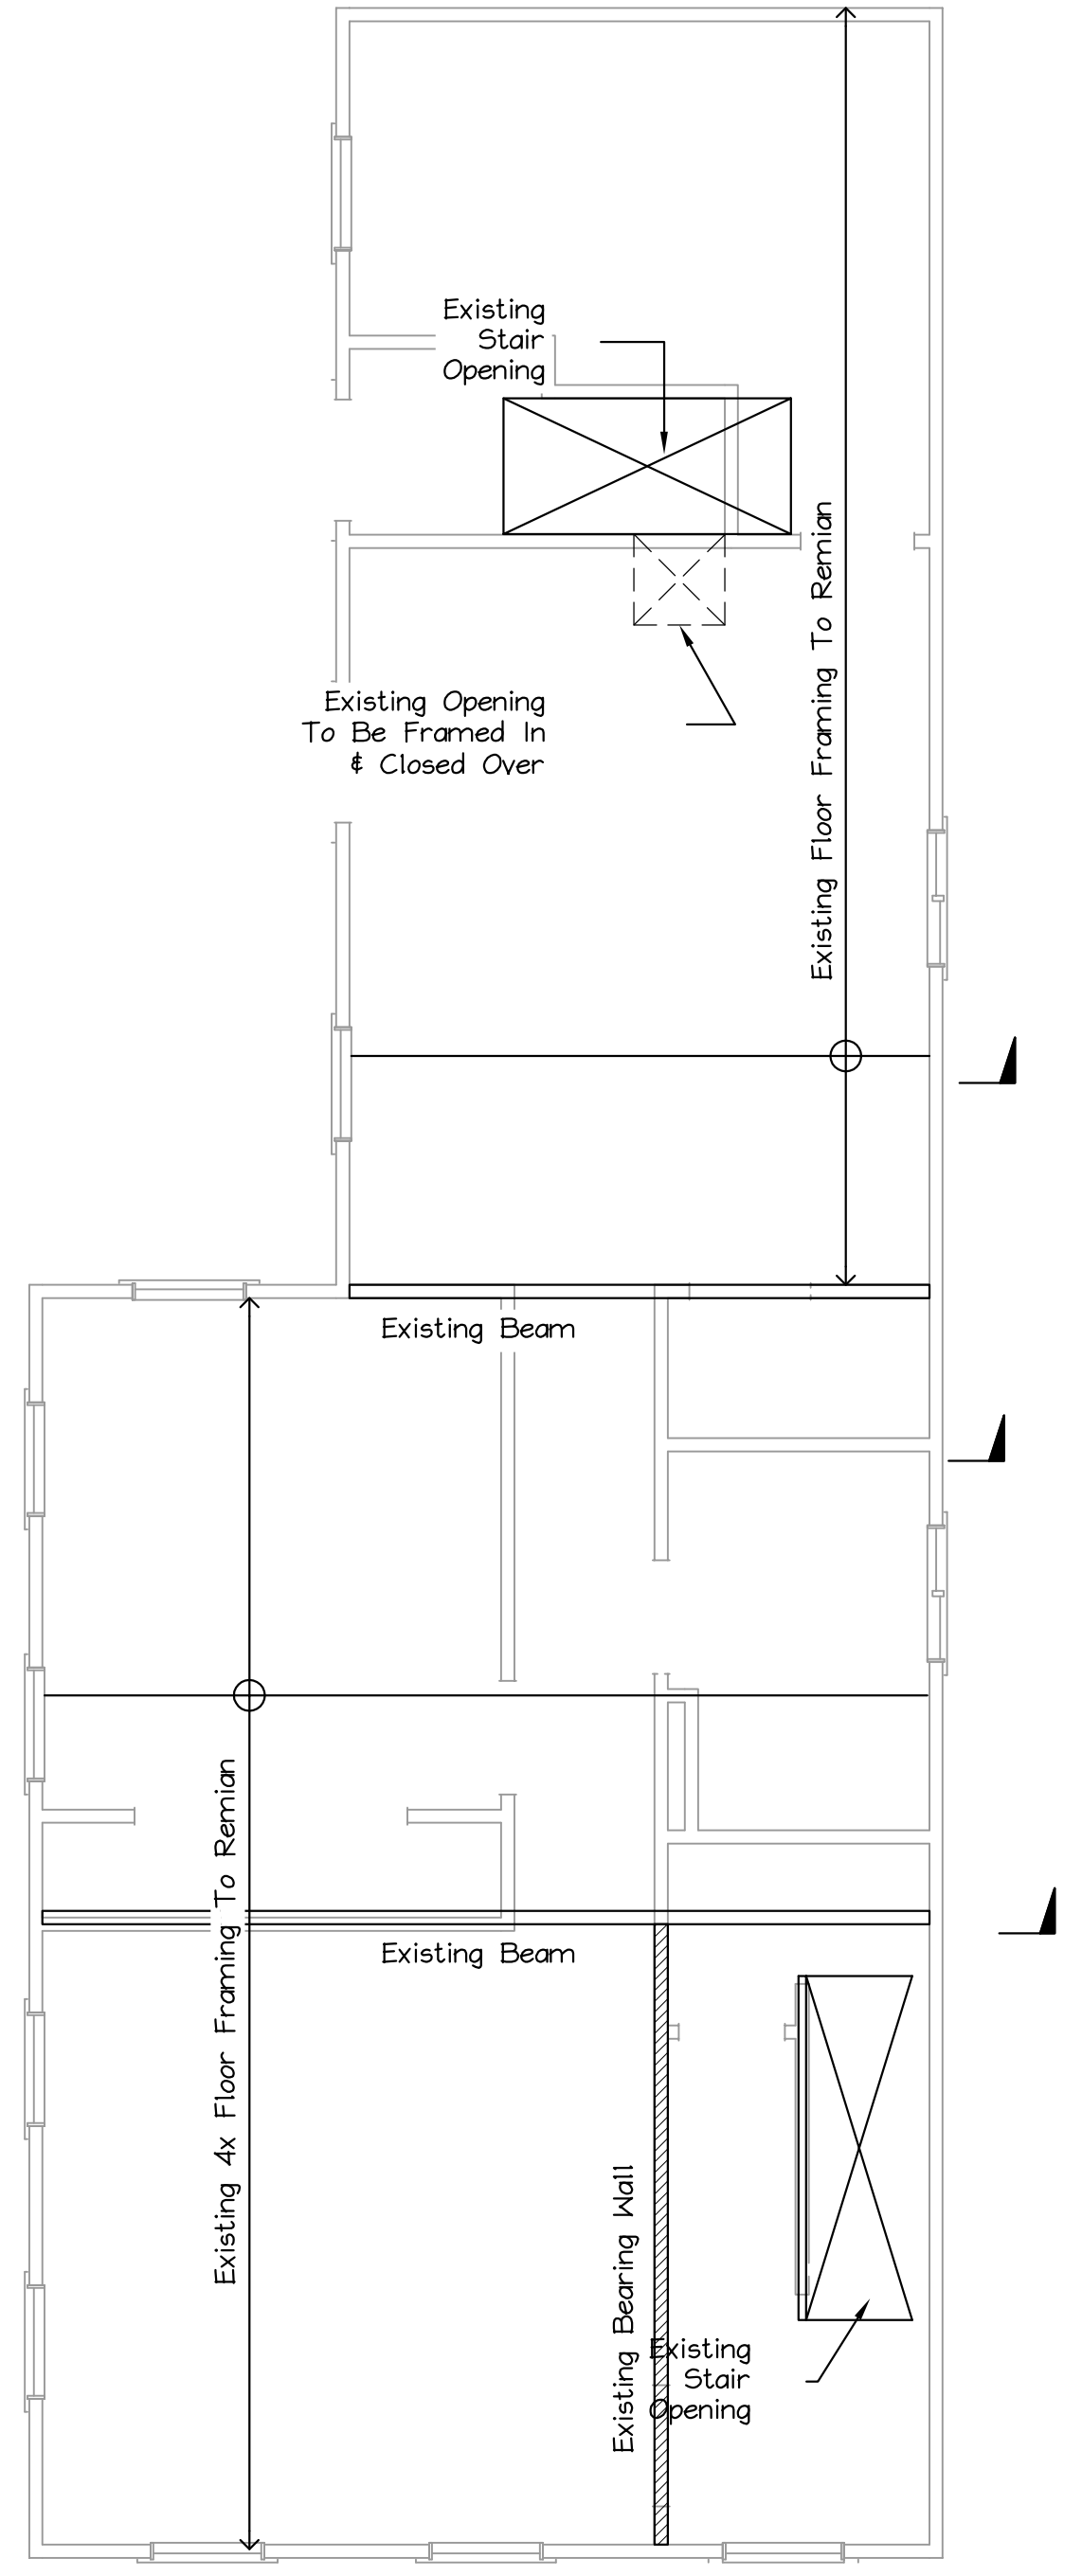 Existing
Stair
Opening
Existing Floor Framing To Remian
Existing Opening
To Be Framed In
& Closed Over
Existing Beam
Existing 4x Floor Framing To Remian
Existing Beam
Existing Bearing Wall
Existing
Stair
Opening